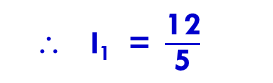 ∴ I₁ = 12/5